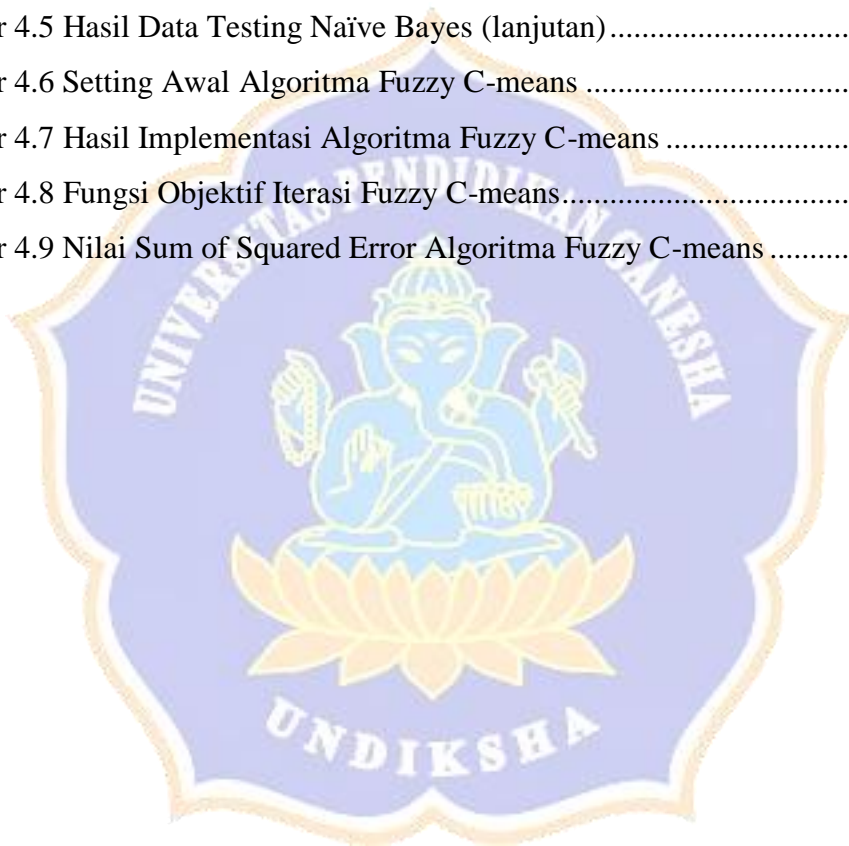 r 4.5 Hasil Data Testing Naïve Bayes (lanjutan)..............................
r 4.6 Setting Awal Algoritma Fuzzy C-means .................................
r 4.7 Hasil Implementasi Algoritma Fuzzy C-means .......................
r 4.8 Fungsi Objektif Iterasi Fuzzy C-means....................................
r 4.9 Nilai Sum of Squared Error Algoritma Fuzzy C-means ..........
UNIVERSITAS PENDIDIKAN GANESHA
UNDIKSHA